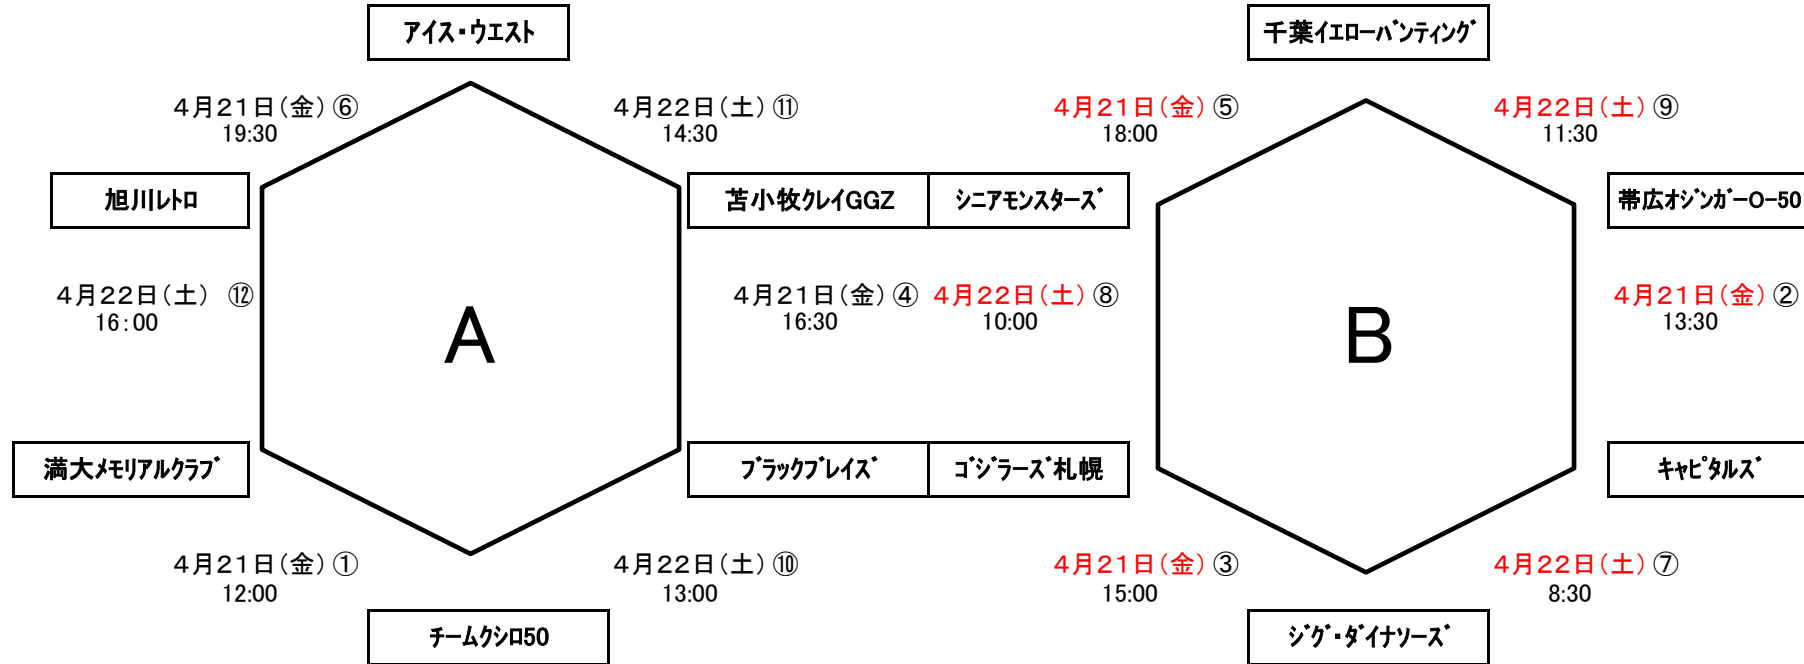 ｱｲｽ・ｳｴｽﾄ
千葉ｲｴﾛｰﾊﾞﾝﾃｨﾝｸﾞ
４月２１日（金）⑥
19:30
４月２２日（土）⑪
14:30
４月２１日（金）⑤
18:00
４月２２日（土）⑨
11:30
旭川ﾚﾄﾛ
苫小牧ｸﾚｲGGZ
ｼﾆｱﾓﾝｽﾀｰｽﾞ
帯広ｵｼﾞﾝｶﾞｰO-50
４月２２日（土） ⑫
16：00
４月２１日（金）④
16:30
４月２２日（土）⑧
10:00
４月２１日（金）②
13:30
A
B
満大ﾒﾓﾘｱﾙｸﾗﾌﾞ
ﾌﾞﾗｯｸﾌﾞﾚｲｽﾞ
ｺﾞｼﾞﾗｰｽﾞ札幌
ｷｬﾋﾟﾀﾙｽﾞ
４月２１日（金）①
12:00
４月２２日（土）⑩
13:00
４月２１日（金）③
15:00
４月２２日（土）⑦
8:30
ﾁｰﾑｸｼﾛ50
ｼﾞｸﾞ・ﾀﾞｲﾅｿｰｽﾞ